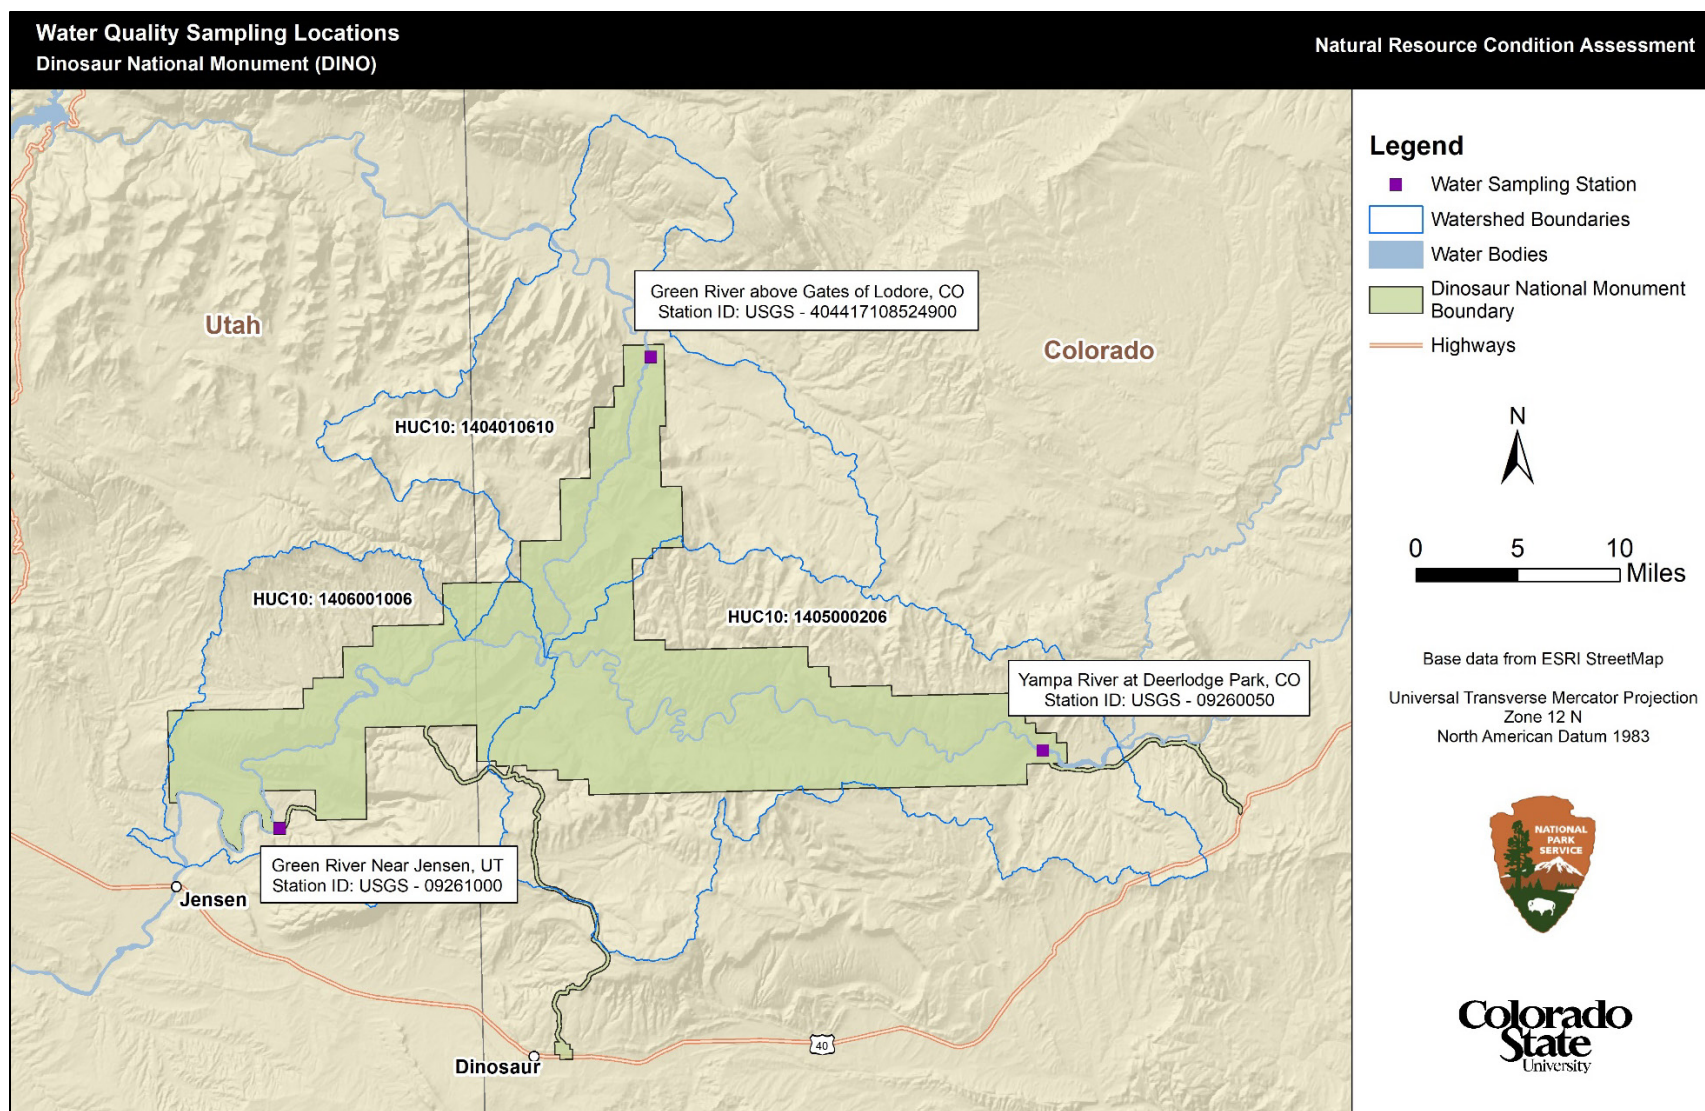 Water Quality Sampling Locations
Dinosaur National Monument (DINO)
Natural Resource Condition Assessment
Legend
Water Sampling Station
Watershed Boundaries
Water Bodies
Dinosaur National Monument
Boundary
Highways
Green River above Gates of Lodore, CO
Station ID: USGS - 404417108524900
Utah
Colorado
HUC10: 1404010610
N
HUC10: 1406001006
HUC10: 1405000206
0 5 10
Miles
Yampa River at Deerlodge Park, CO
Station ID: USGS - 09260050
Base data from ESRI StreetMap
Universal Transverse Mercator Projection
Zone 12 N
North American Datum 1983
Green River Near Jensen, UT
Station ID: USGS - 09261000
Jensen
NATIONAL
PARK
SERVICE
40
Dinosaur
Colorado
State
University